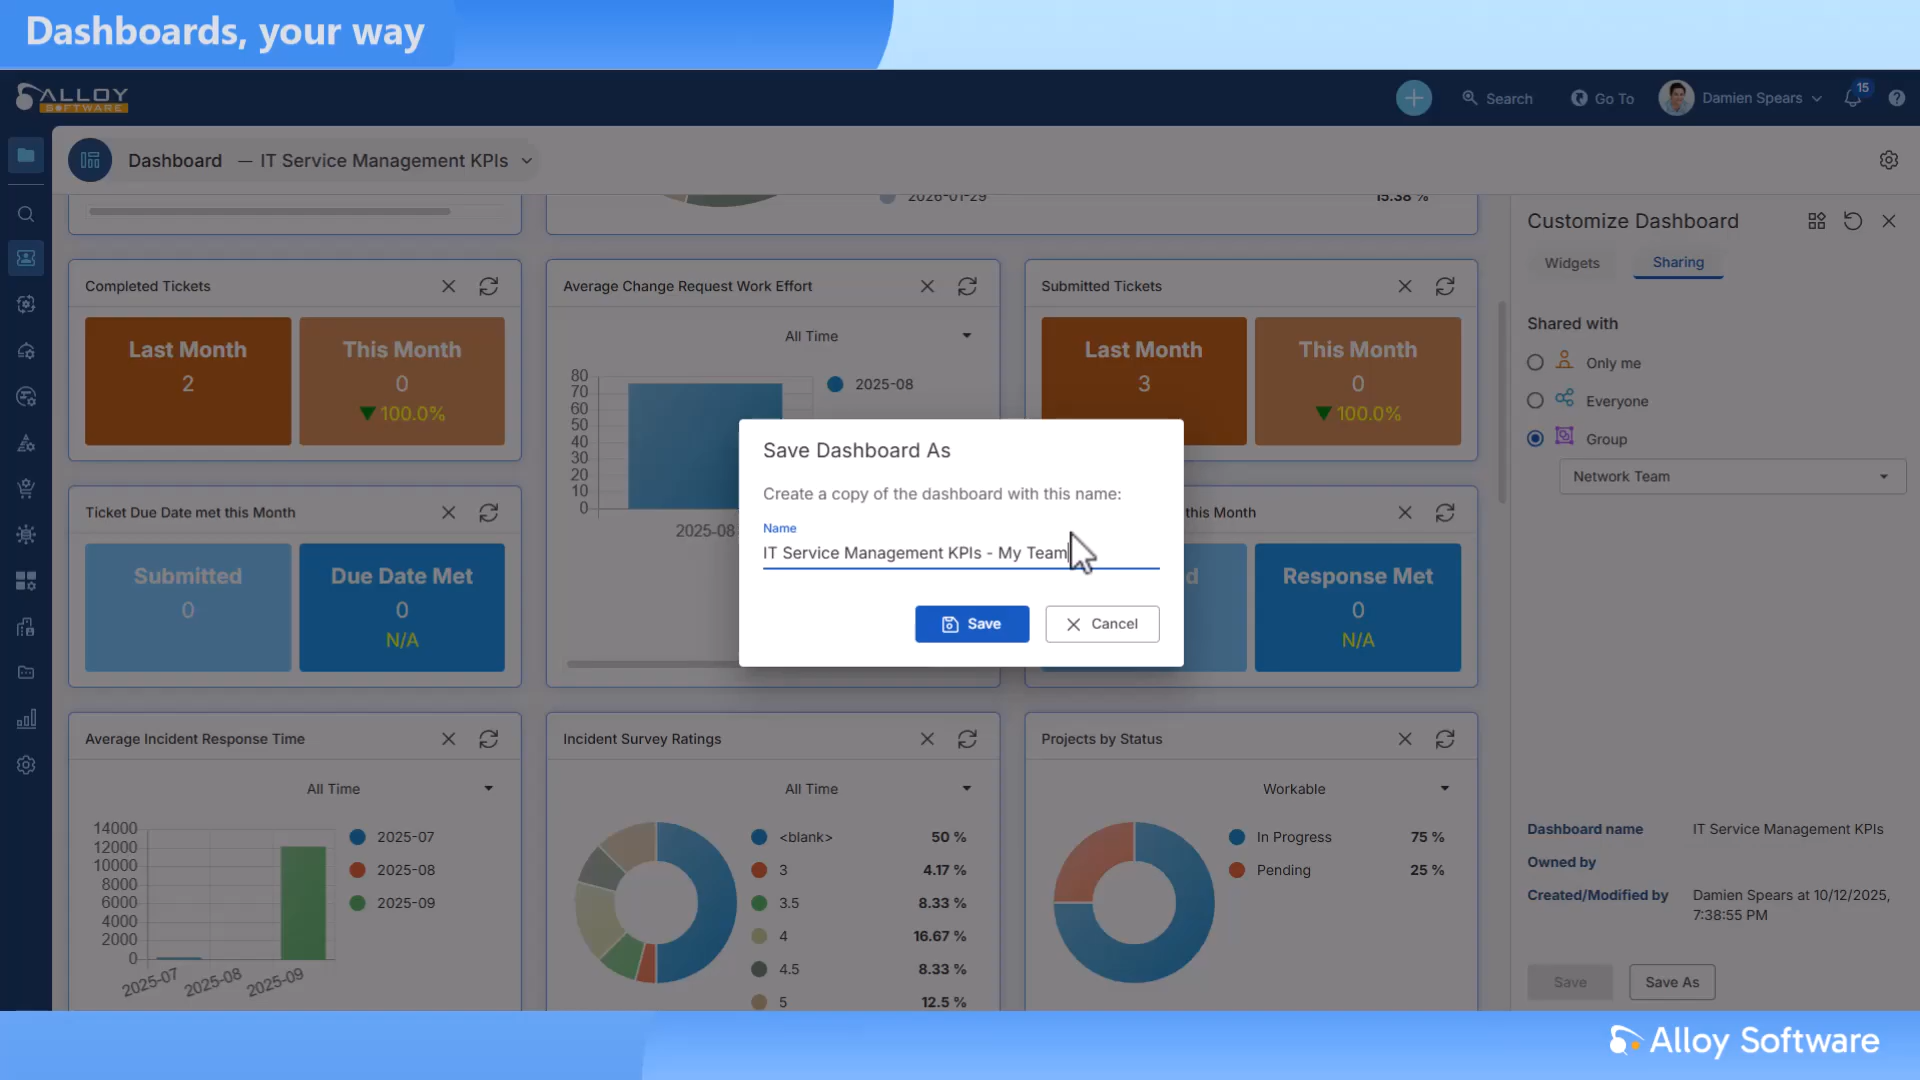 Dashboards, your way
ALLOY
SOFTWARE
Search
Go To
Damien Spears
15
Dashboard — IT Service Management KPIs
2026-01-29
15.38 %
Completed Tickets
Last Month
2
This Month
0
100.0%
Average Change Request Work Effort
All Time
80
70
60
50
40
30
20
10
0
2025-08
2025-08
Submitted Tickets
Last Month
3
This Month
0
100.0%
Ticket Due Date met this Month
Submitted
0
Due Date Met
0
N/A
this Month
d
Response Met
0
N/A
Save Dashboard As
Create a copy of the dashboard with this name:
Name
IT Service Management KPIs - My Team
Save
Cancel
Average Incident Response Time
All Time
14000
12000
10000
8000
6000
4000
2000
0
2025-07
2025-08
2025-09
2025-07
2025-08
2025-09
Incident Survey Ratings
All Time
<blank> 50 %
3 4.17 %
3.5 8.33 %
4 16.67 %
4.5 8.33 %
5 12.5 %
Projects by Status
Workable
In Progress 75 %
Pending 25 %
Customize Dashboard
Widgets
Sharing
Shared with
Only me
Everyone
Group
Network Team
Dashboard name IT Service Management KPIs
Owned by
Created/Modified by Damien Spears at 10/12/2025,
7:38:55 PM
Save
Save As
Alloy Software